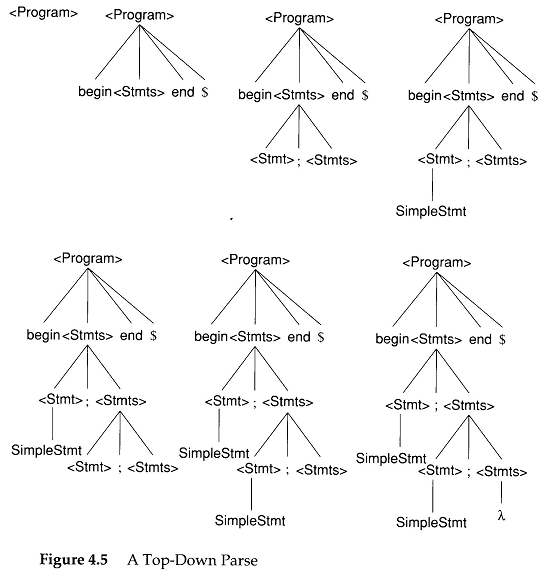 <Program> <Program> <Program> <Program>
begin<Stmts> end $ begin<Stmts> end $ begin<Stmts> end $
<Stmt> ; <Stmts> <Stmt> ; <Stmts>
SimpleStmt
<Program> <Program> <Program>
begin<Stmts> end $ begin<Stmts> end $ begin<Stmts> end $
<Stmt> ; <Stmts> <Stmt> ; <Stmts> <Stmt> ; <Stmts>
SimpleStmt SimpleStmt SimpleStmt
<Stmt> ; <Stmts> <Stmt> ; <Stmts> <Stmt> ; <Stmts>
SimpleStmt SimpleStmt λ
Figure 4.5 A Top-Down Parse